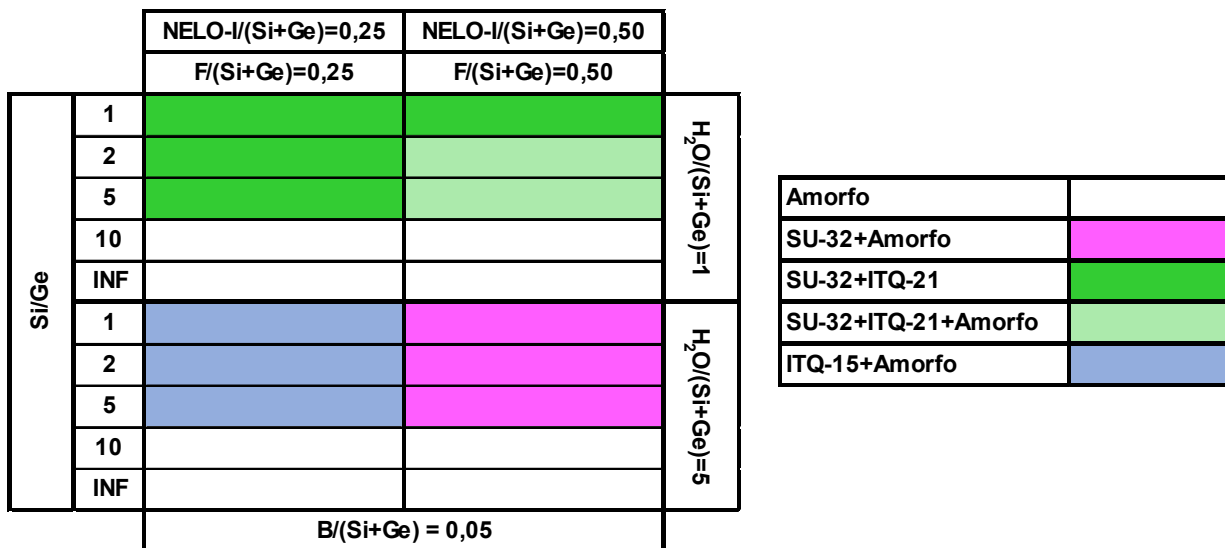 NELO-I/(Si+Ge)=0,25 NELO-I/(Si+Ge)=0,50
F/(Si+Ge)=0,25 F/(Si+Ge)=0,50
Si/Ge
1
2
5
10
INF
H₂O/(Si+Ge)=1
1
2
5
10
INF
H₂O/(Si+Ge)=5
B/(Si+Ge) = 0,05
Amorfo
SU-32+Amorfo
SU-32+ITQ-21
SU-32+ITQ-21+Amorfo
ITQ-15+Amorfo